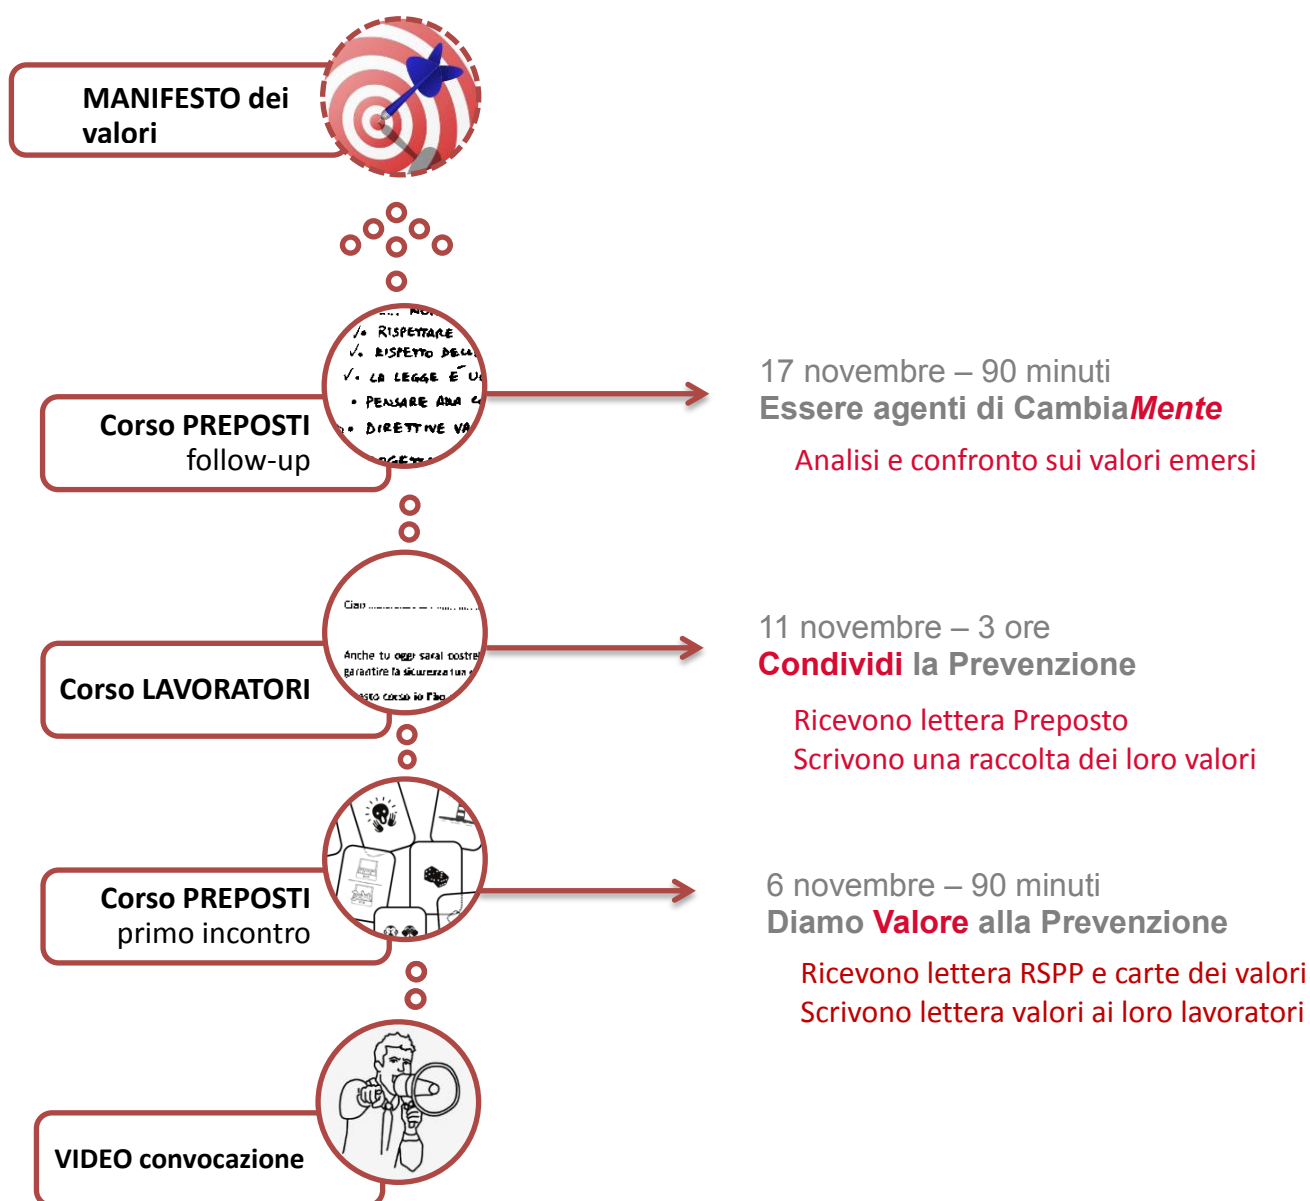 MANIFESTO dei
valori
RISPETTARE
RISPETTO
LA LEGGE È
PENSARE
DIRETTIVE
Corso PREPOSTI
follow-up
17 novembre – 90 minuti
Essere agenti di CambiaMente
Analisi e confronto sui valori emersi
Anche tu oggi sarai
garantire la sicurezza tua
corso io
Corso LAVORATORI
11 novembre – 3 ore
Condividi la Prevenzione
Ricevono lettera Preposto
Scrivono una raccolta dei loro valori
Corso PREPOSTI
primo incontro
6 novembre – 90 minuti
Diamo Valore alla Prevenzione
Ricevono lettera RSPP e carte dei valori
Scrivono lettera valori ai loro lavoratori
VIDEO convocazione